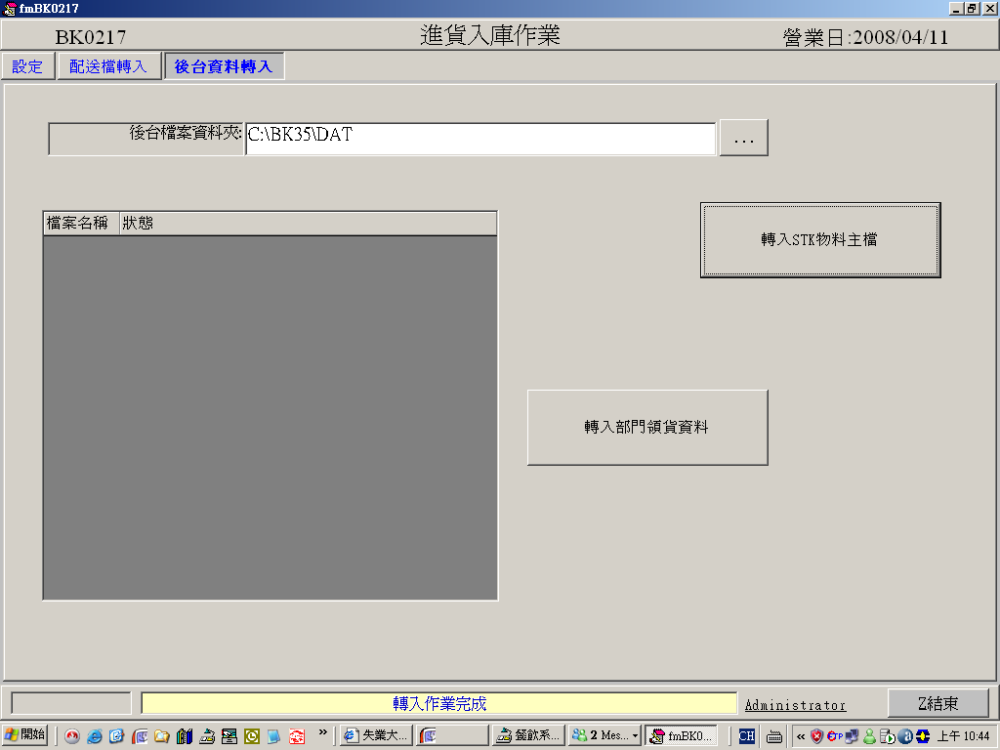 fmBK0217
BK0217 進貨入庫作業 營業日:2008/04/11
設定 配送檔轉入 後台資料轉入
後台檔案資料夾: C:\BK35\DAT ...
檔案名稱 狀態
轉入STK物料主檔
轉入部門領貨資料
轉入作業完成 Administrator Z結束
開始 » 失業大... 餐飲系... 2 Mes... fmBK0... CH « 上午 10:44